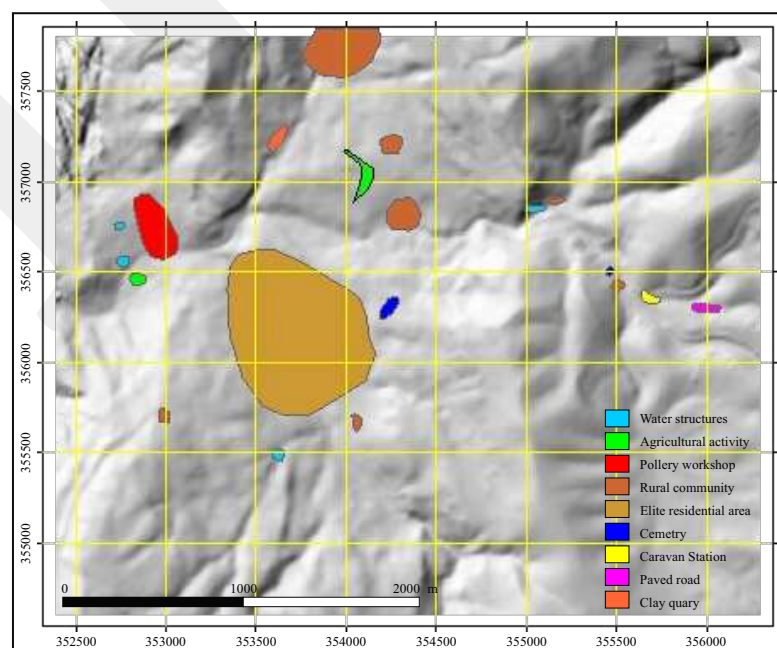 357500
357000
356500
356000
355500
355000
Water structures
Agricultural activity
Pollery workshop
Rural community
Elite residential area
Cemetry
Caravan Station
Paved road
Clay quary
0 1000 2000 m
352500 353000 353500 354000 354500 355000 355500 356000